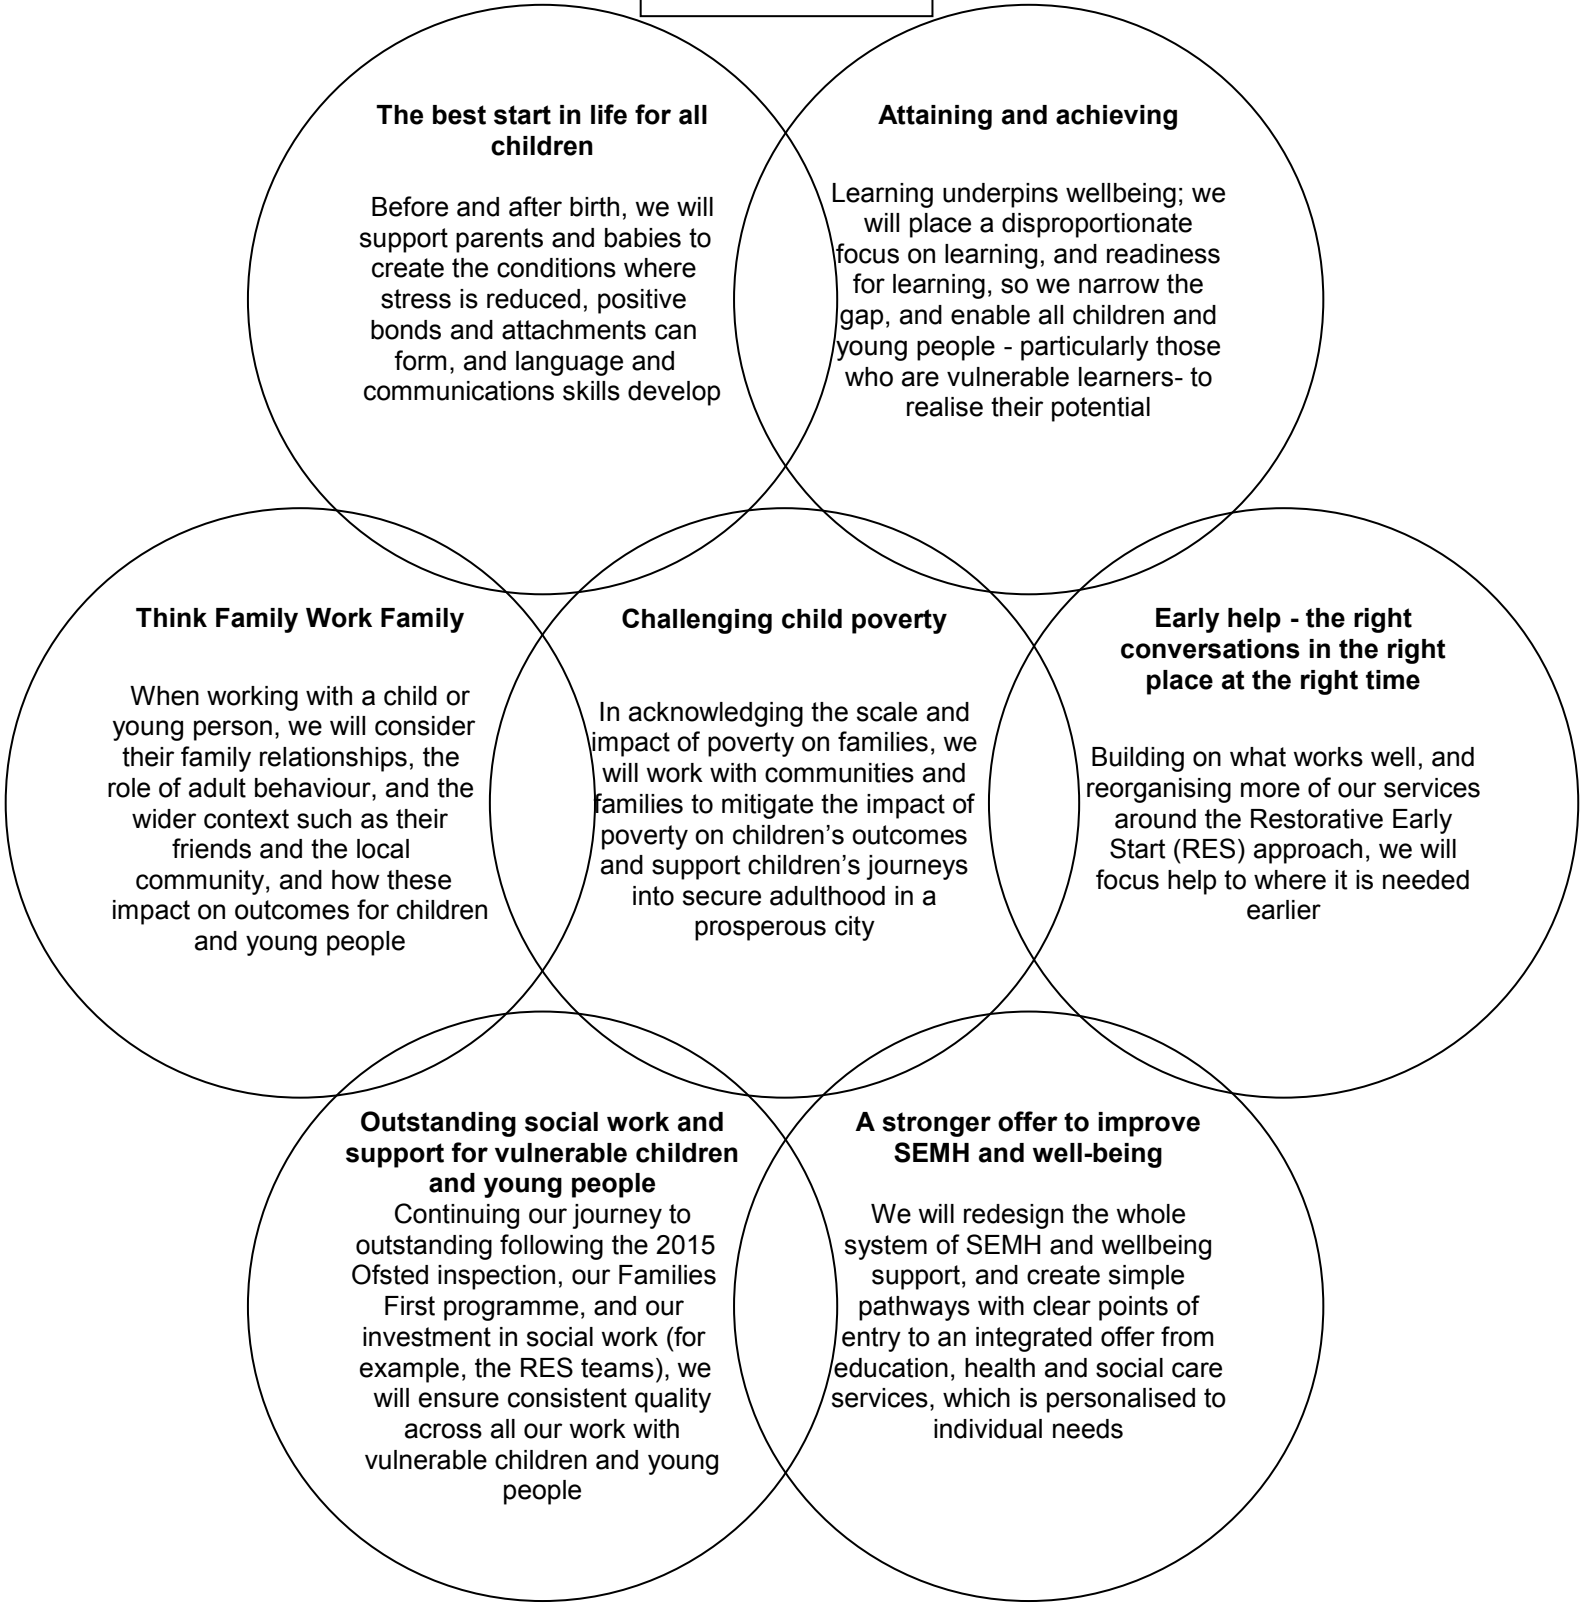 The best start in life for all
children
Before and after birth, we will
support parents and babies to
create the conditions where
stress is reduced, positive
bonds and attachments can
form, and language and
communications skills develop
Attaining and achieving
Learning underpins wellbeing; we
will place a disproportionate
focus on learning, and readiness
for learning, so we narrow the
gap, and enable all children and
young people - particularly those
who are vulnerable learners- to
realise their potential
Think Family Work Family
When working with a child or
young person, we will consider
their family relationships, the
role of adult behaviour, and the
wider context such as their
friends and the local
community, and how these
impact on outcomes for children
and young people
Challenging child poverty
In acknowledging the scale and
impact of poverty on families, we
will work with communities and
families to mitigate the impact of
poverty on children’s outcomes
and support children’s journeys
into secure adulthood in a
prosperous city
Early help - the right
conversations in the right
place at the right time
Building on what works well, and
reorganising more of our services
around the Restorative Early
Start (RES) approach, we will
focus help to where it is needed
earlier
Outstanding social work and
support for vulnerable children
and young people
Continuing our journey to
outstanding following the 2015
Ofsted inspection, our Families
First programme, and our
investment in social work (for
example, the RES teams), we
will ensure consistent quality
across all our work with
vulnerable children and young
people
A stronger offer to improve
SEMH and well-being
We will redesign the whole
system of SEMH and wellbeing
support, and create simple
pathways with clear points of
entry to an integrated offer from
education, health and social care
services, which is personalised to
individual needs